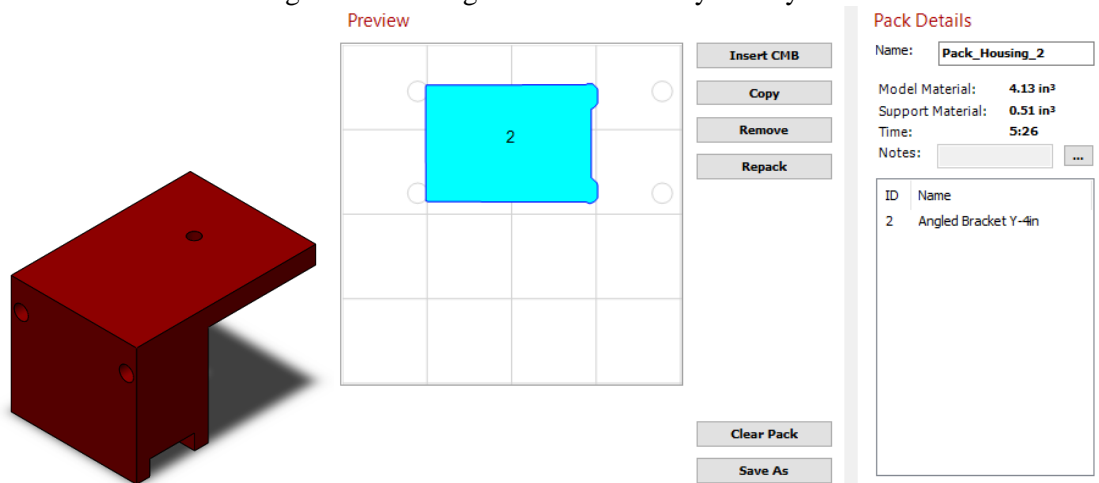 Preview
2
Insert CMB
Copy
Remove
Repack
Clear Pack
Save As
Pack Details
Name: Pack_Housing_2
Model Material: 4.13 in³
Support Material: 0.51 in³
Time: 5:26
Notes: ...
ID Name
2 Angled Bracket Y-4in